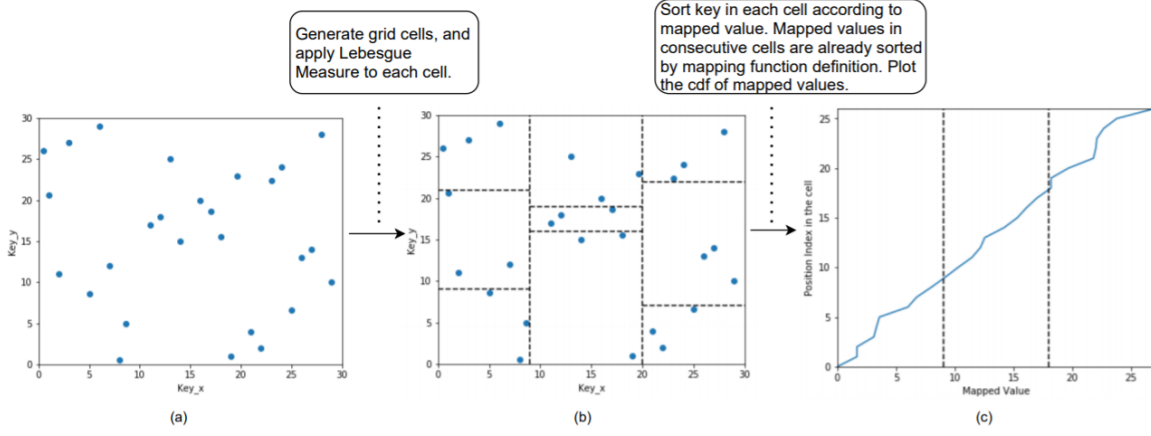 Generate grid cells, and
apply Lebesgue
Measure to each cell.
Sort key in each cell according to
mapped value. Mapped values in
consecutive cells are already sorted
by mapping function definition. Plot
the cdf of mapped values.
30
25
20
15
10
5
0
Key_y
0 5 10 15 20 25 30
Key_x
(a)
30
25
20
15
10
5
0
Key_y
0 5 10 15 20 25 30
Key_x
(b)
25
20
15
10
5
0
Position Index in the cell
0 5 10 15 20 25
Mapped Value
(c)